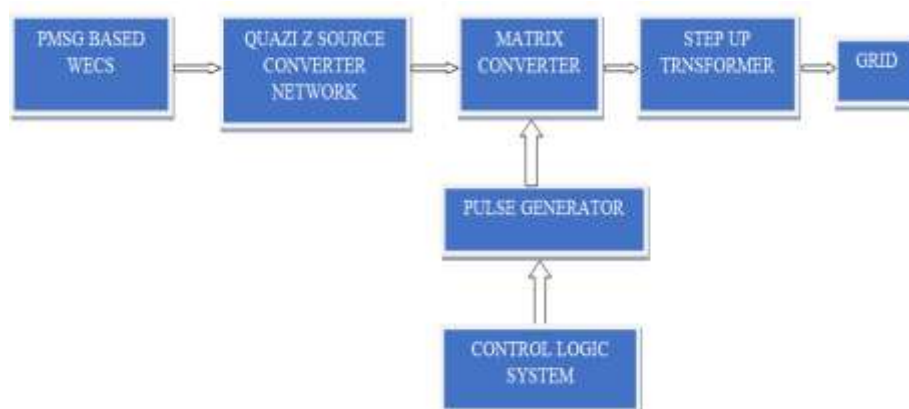 PMSG BASED
WECS
QUAZI Z SOURCE
CONVERTER
NETWORK
MATRIX
CONVERTER
STEP UP
TRNSFORMER
GRID
PULSE GENERATOR
CONTROL LOGIC
SYSTEM